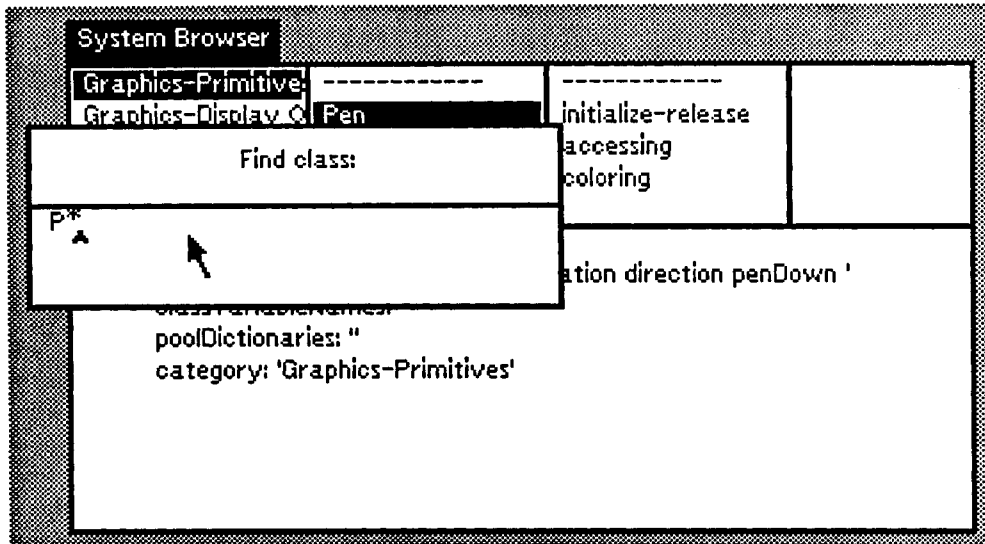 System Browser
Graphics-Primitive
------------
------------
Graphics-Display O
Pen
initialize-release
accessing
coloring
Find class:
P*
ation direction penDown '
classVariableNames:
poolDictionaries: ''
category: 'Graphics-Primitives'